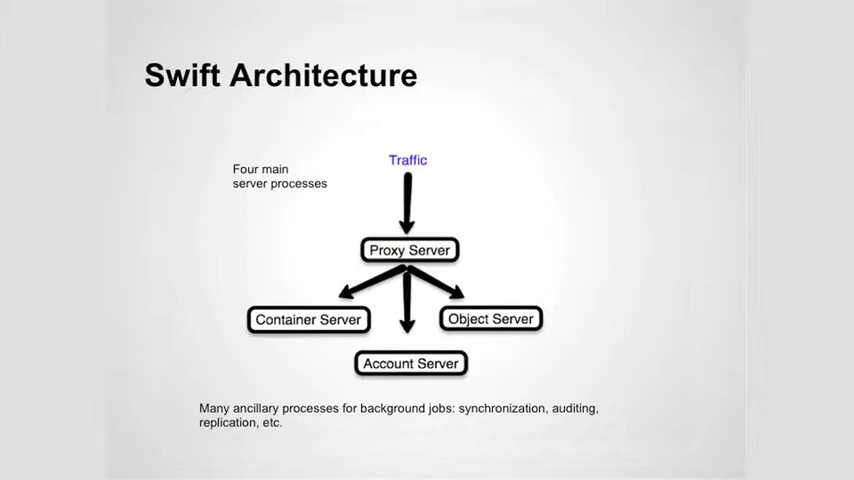 Swift Architecture
Four main
server processes
Traffic
Proxy Server
Container Server
Object Server
Account Server
Many ancillary processes for background jobs: synchronization, auditing,
replication, etc.